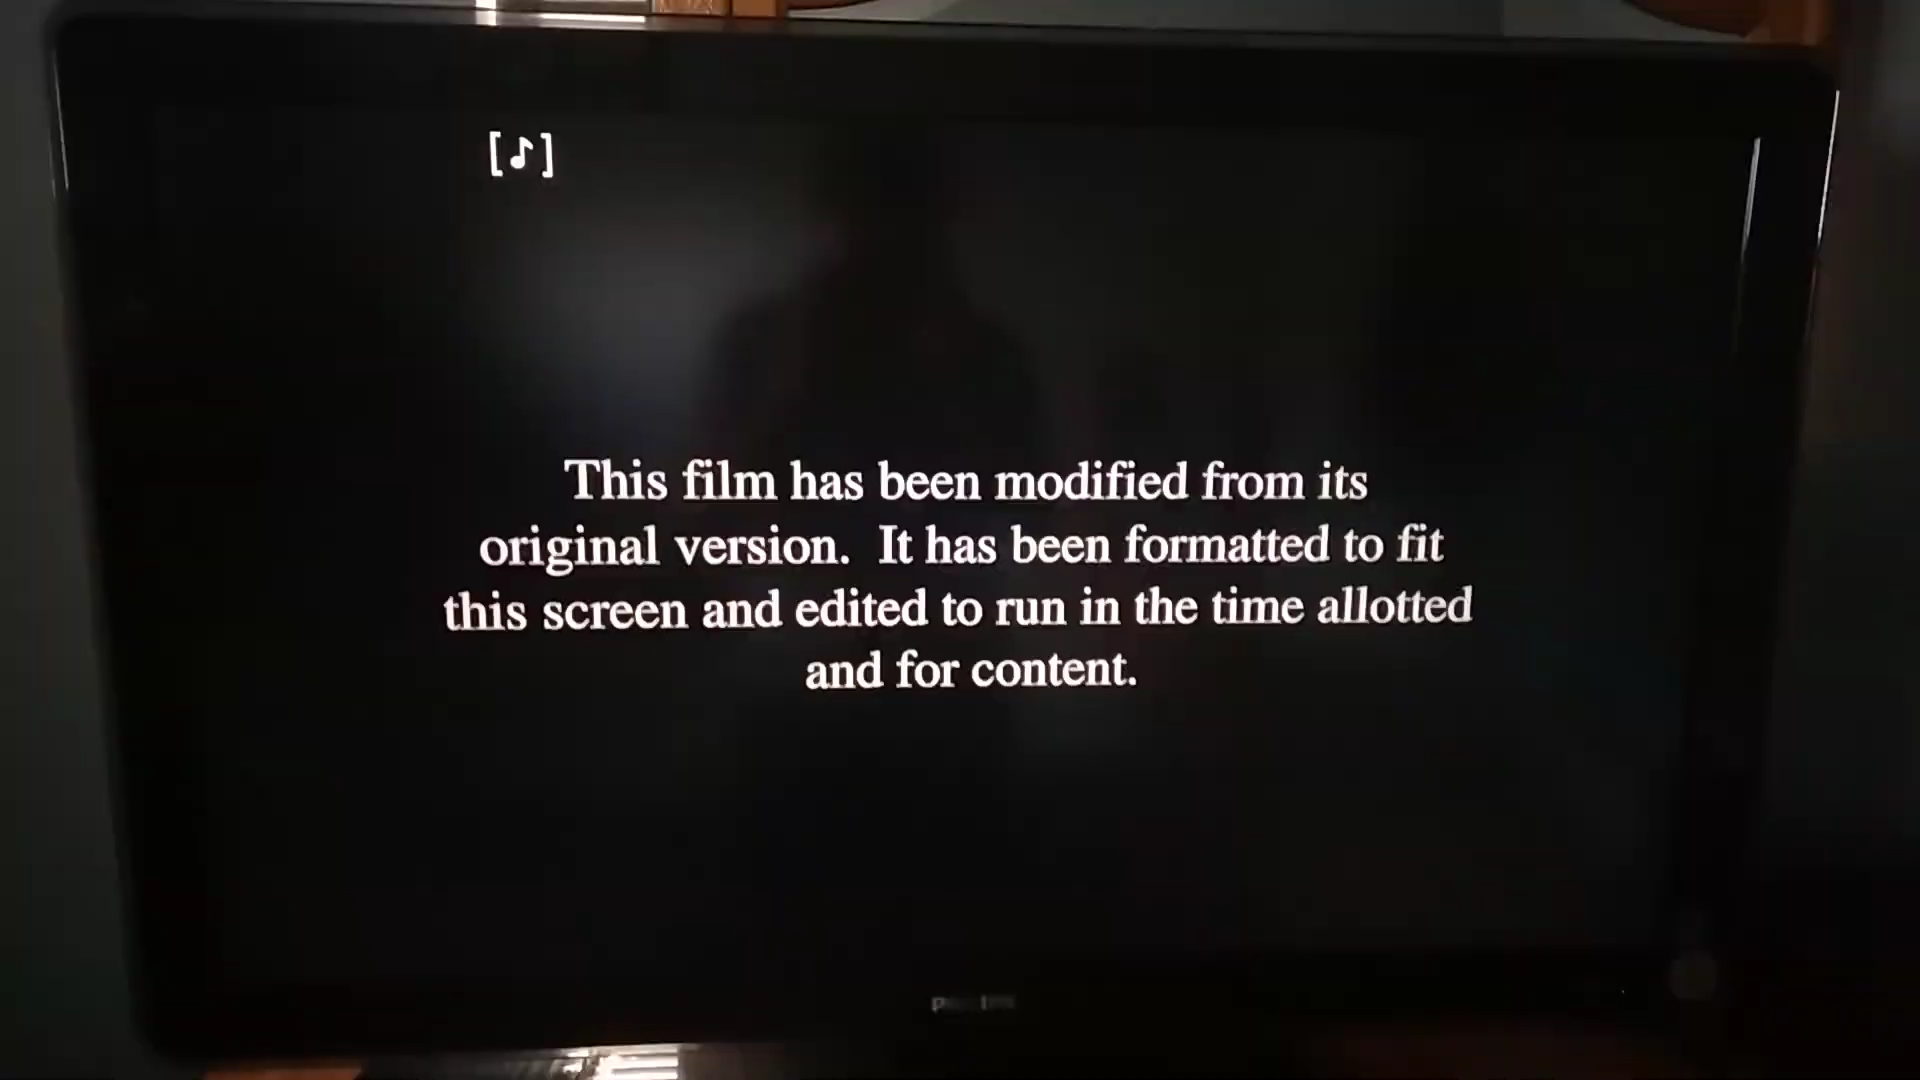 [♪]
This film has been modified from its
original version.  It has been formatted to fit
this screen and edited to run in the time allotted
and for content.